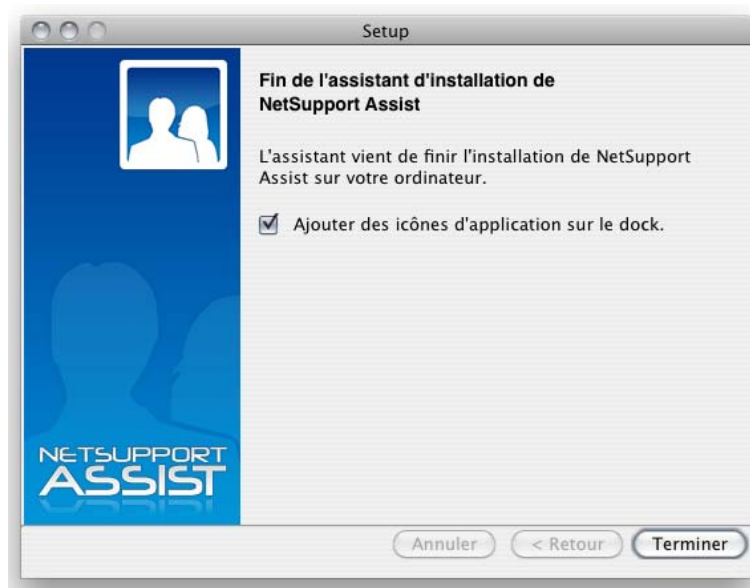 Setup
Fin de l'assistant d'installation de
NetSupport Assist
L'assistant vient de finir l'installation de NetSupport
Assist sur votre ordinateur.
Ajouter des icônes d'application sur le dock.
NETSUPPORT
ASSIST
Annuler
< Retour
Terminer